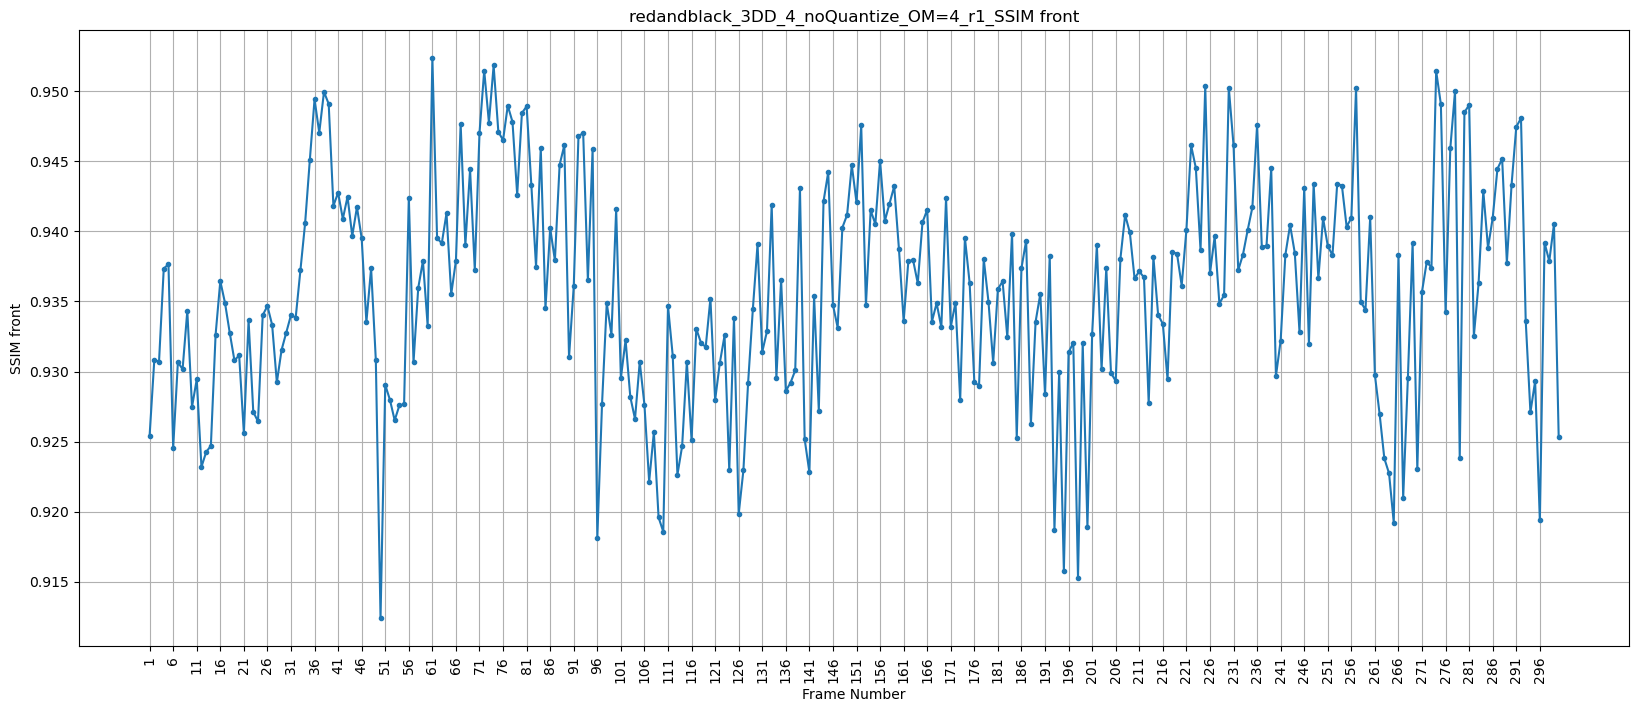 redandblack_3DD_4_noQuantize_OM=4_r1_SSIM front
SSIM front
0.950
0.945
0.940
0.935
0.930
0.925
0.920
0.915
1 6 11 16 21 26 31 36 41 46 51 56 61 66 71 76 81 86 91 96 101 106 111 116 121 126 131 136 141 146 151 156 161 166 171 176 181 186 191 196 201 206 211 216 221 226 231 236 241 246 251 256 261 266 271 276 281 286 291 296
Frame Number